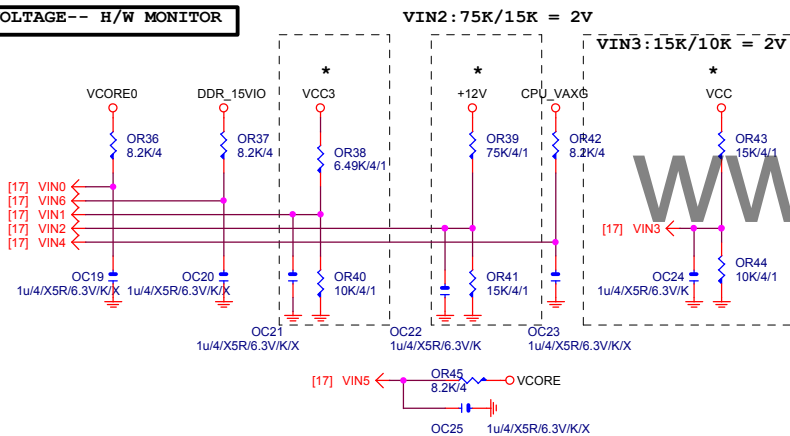 OLTAGE-- H/W MONITOR
VIN2:75K/15K = 2V
VIN3:15K/10K = 2V
*
*
*
VCORE0
DDR_15VIO
VCC3
+12V
CPU_VAXG
VCC
OR36
8.2K/4
OR37
8.2K/4
OR38
6.49K/4/1
OR39
75K/4/1
OR42
8.2K/4
OR43
15K/4/1
WW
[17] VIN0
[17] VIN6
[17] VIN1
[17] VIN2
[17] VIN4
[17] VIN3
OC19
1u/4/X5R/6.3V/K/X
OC20
1u/4/X5R/6.3V/K/X
OR40
10K/4/1
OR41
15K/4/1
OC24
1u/4/X5R/6.3V/K
OR44
10K/4/1
OC21
1u/4/X5R/6.3V/K/X
OC22
1u/4/X5R/6.3V/K
OC23
1u/4/X5R/6.3V/K/X
[17] VIN5
OR45
8.2K/4
VCORE
OC25
1u/4/X5R/6.3V/K/X